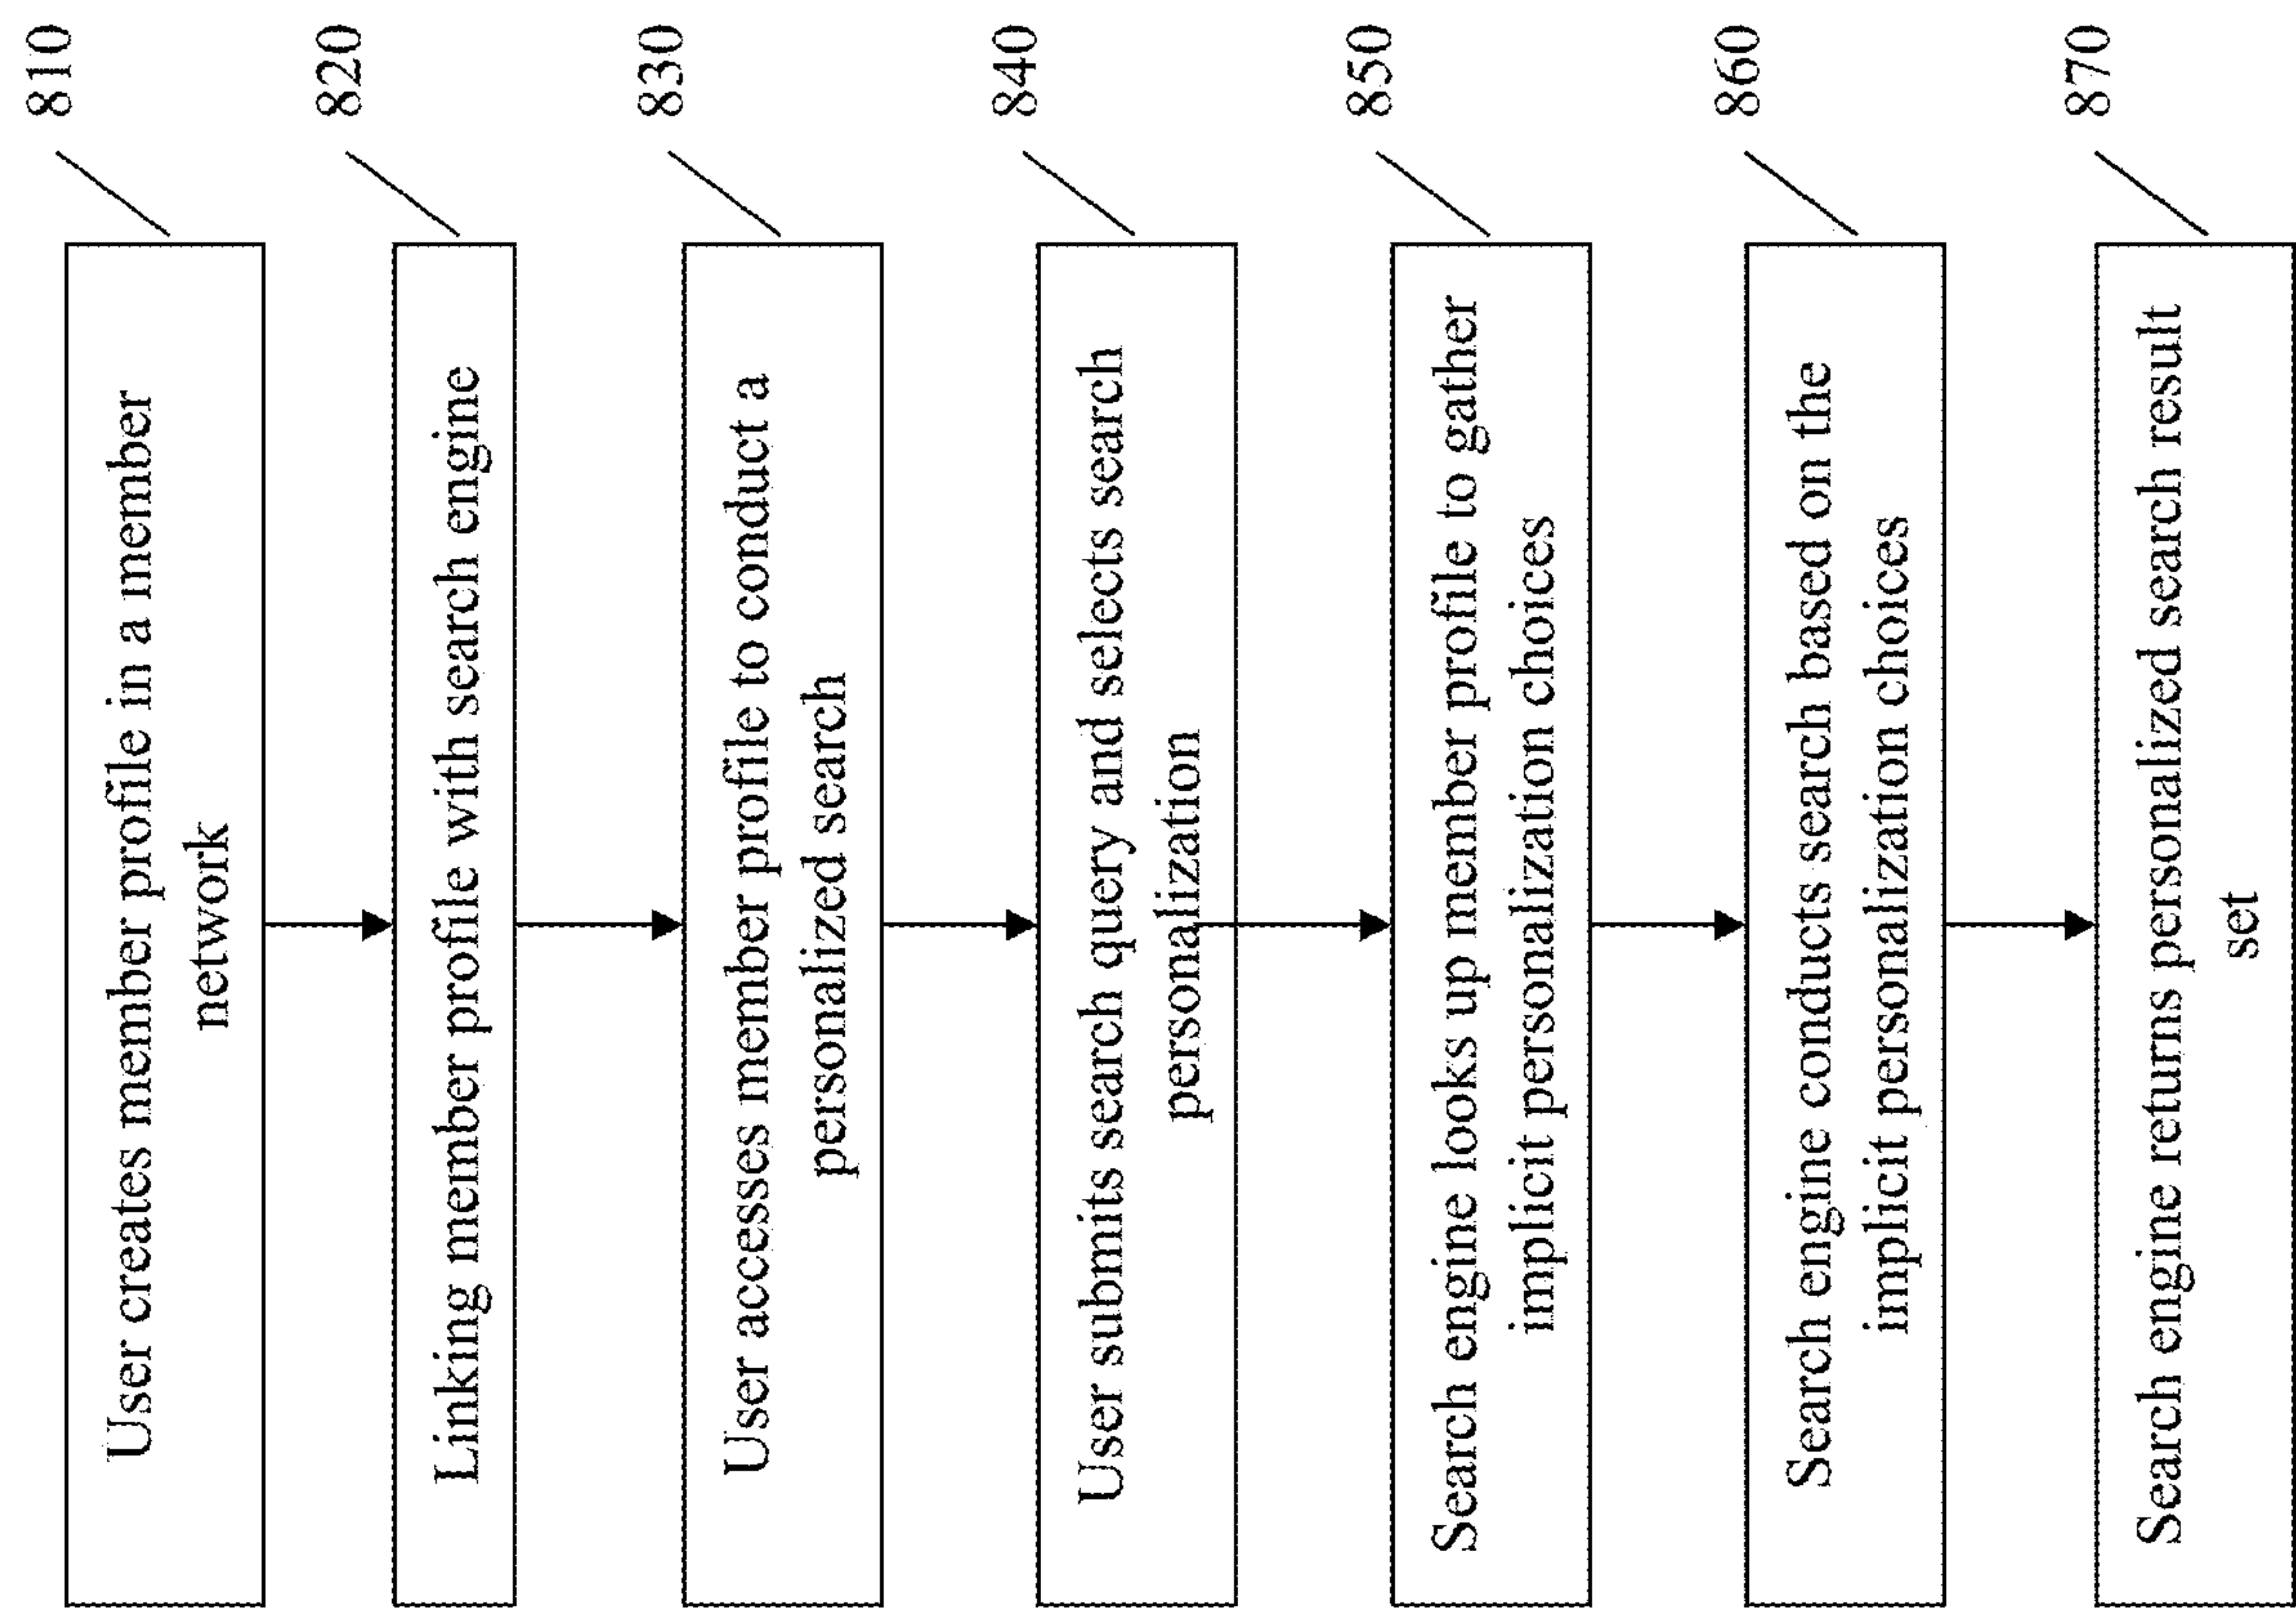 810
User creates member profile in a member
network
820
Linking member profile with search engine
830
User accesses member profile to conduct a
personalized search
840
User submits search query and selects search
personalization
850
Search engine looks up member profile to gather
implicit personalization choices
860
Search engine conducts search based on the
implicit personalization choices
870
Search engine returns personalized search result
set